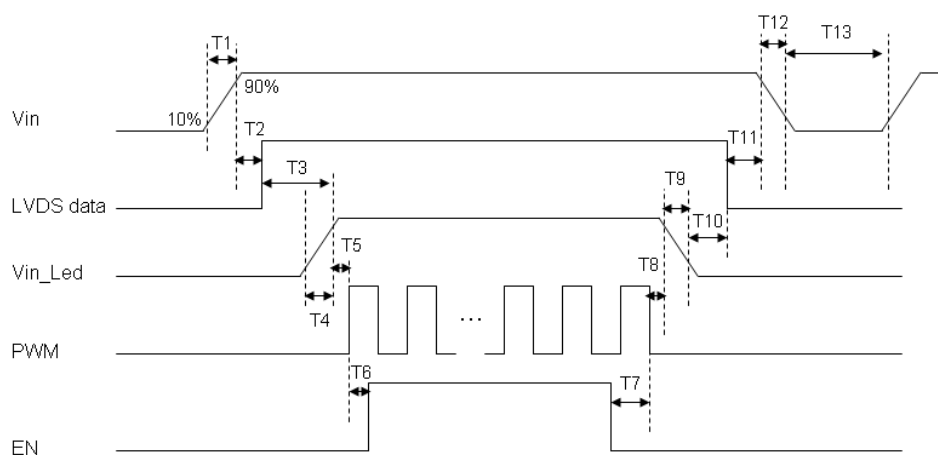 T12
T13
T1
90%
Vin
10%
T2
T11
T3
T9
LVDS data
T10
T5
Vin_Led
T8
T4
...
PWM
T6
T7
EN